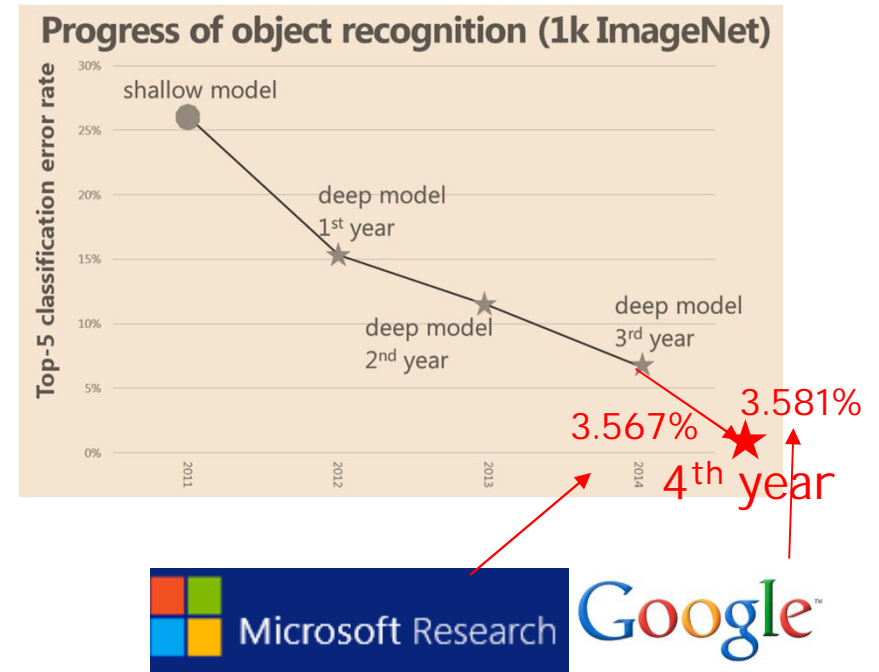 Progress of object recognition (1k ImageNet)
Top-5 classification error rate
30%
25%
20%
15%
10%
5%
0%
shallow model
deep model
1st year
deep model
2nd year
deep model
3rd year
3.567%
3.581%
4th year
2011
2012
2013
2014
Microsoft Research
Google™